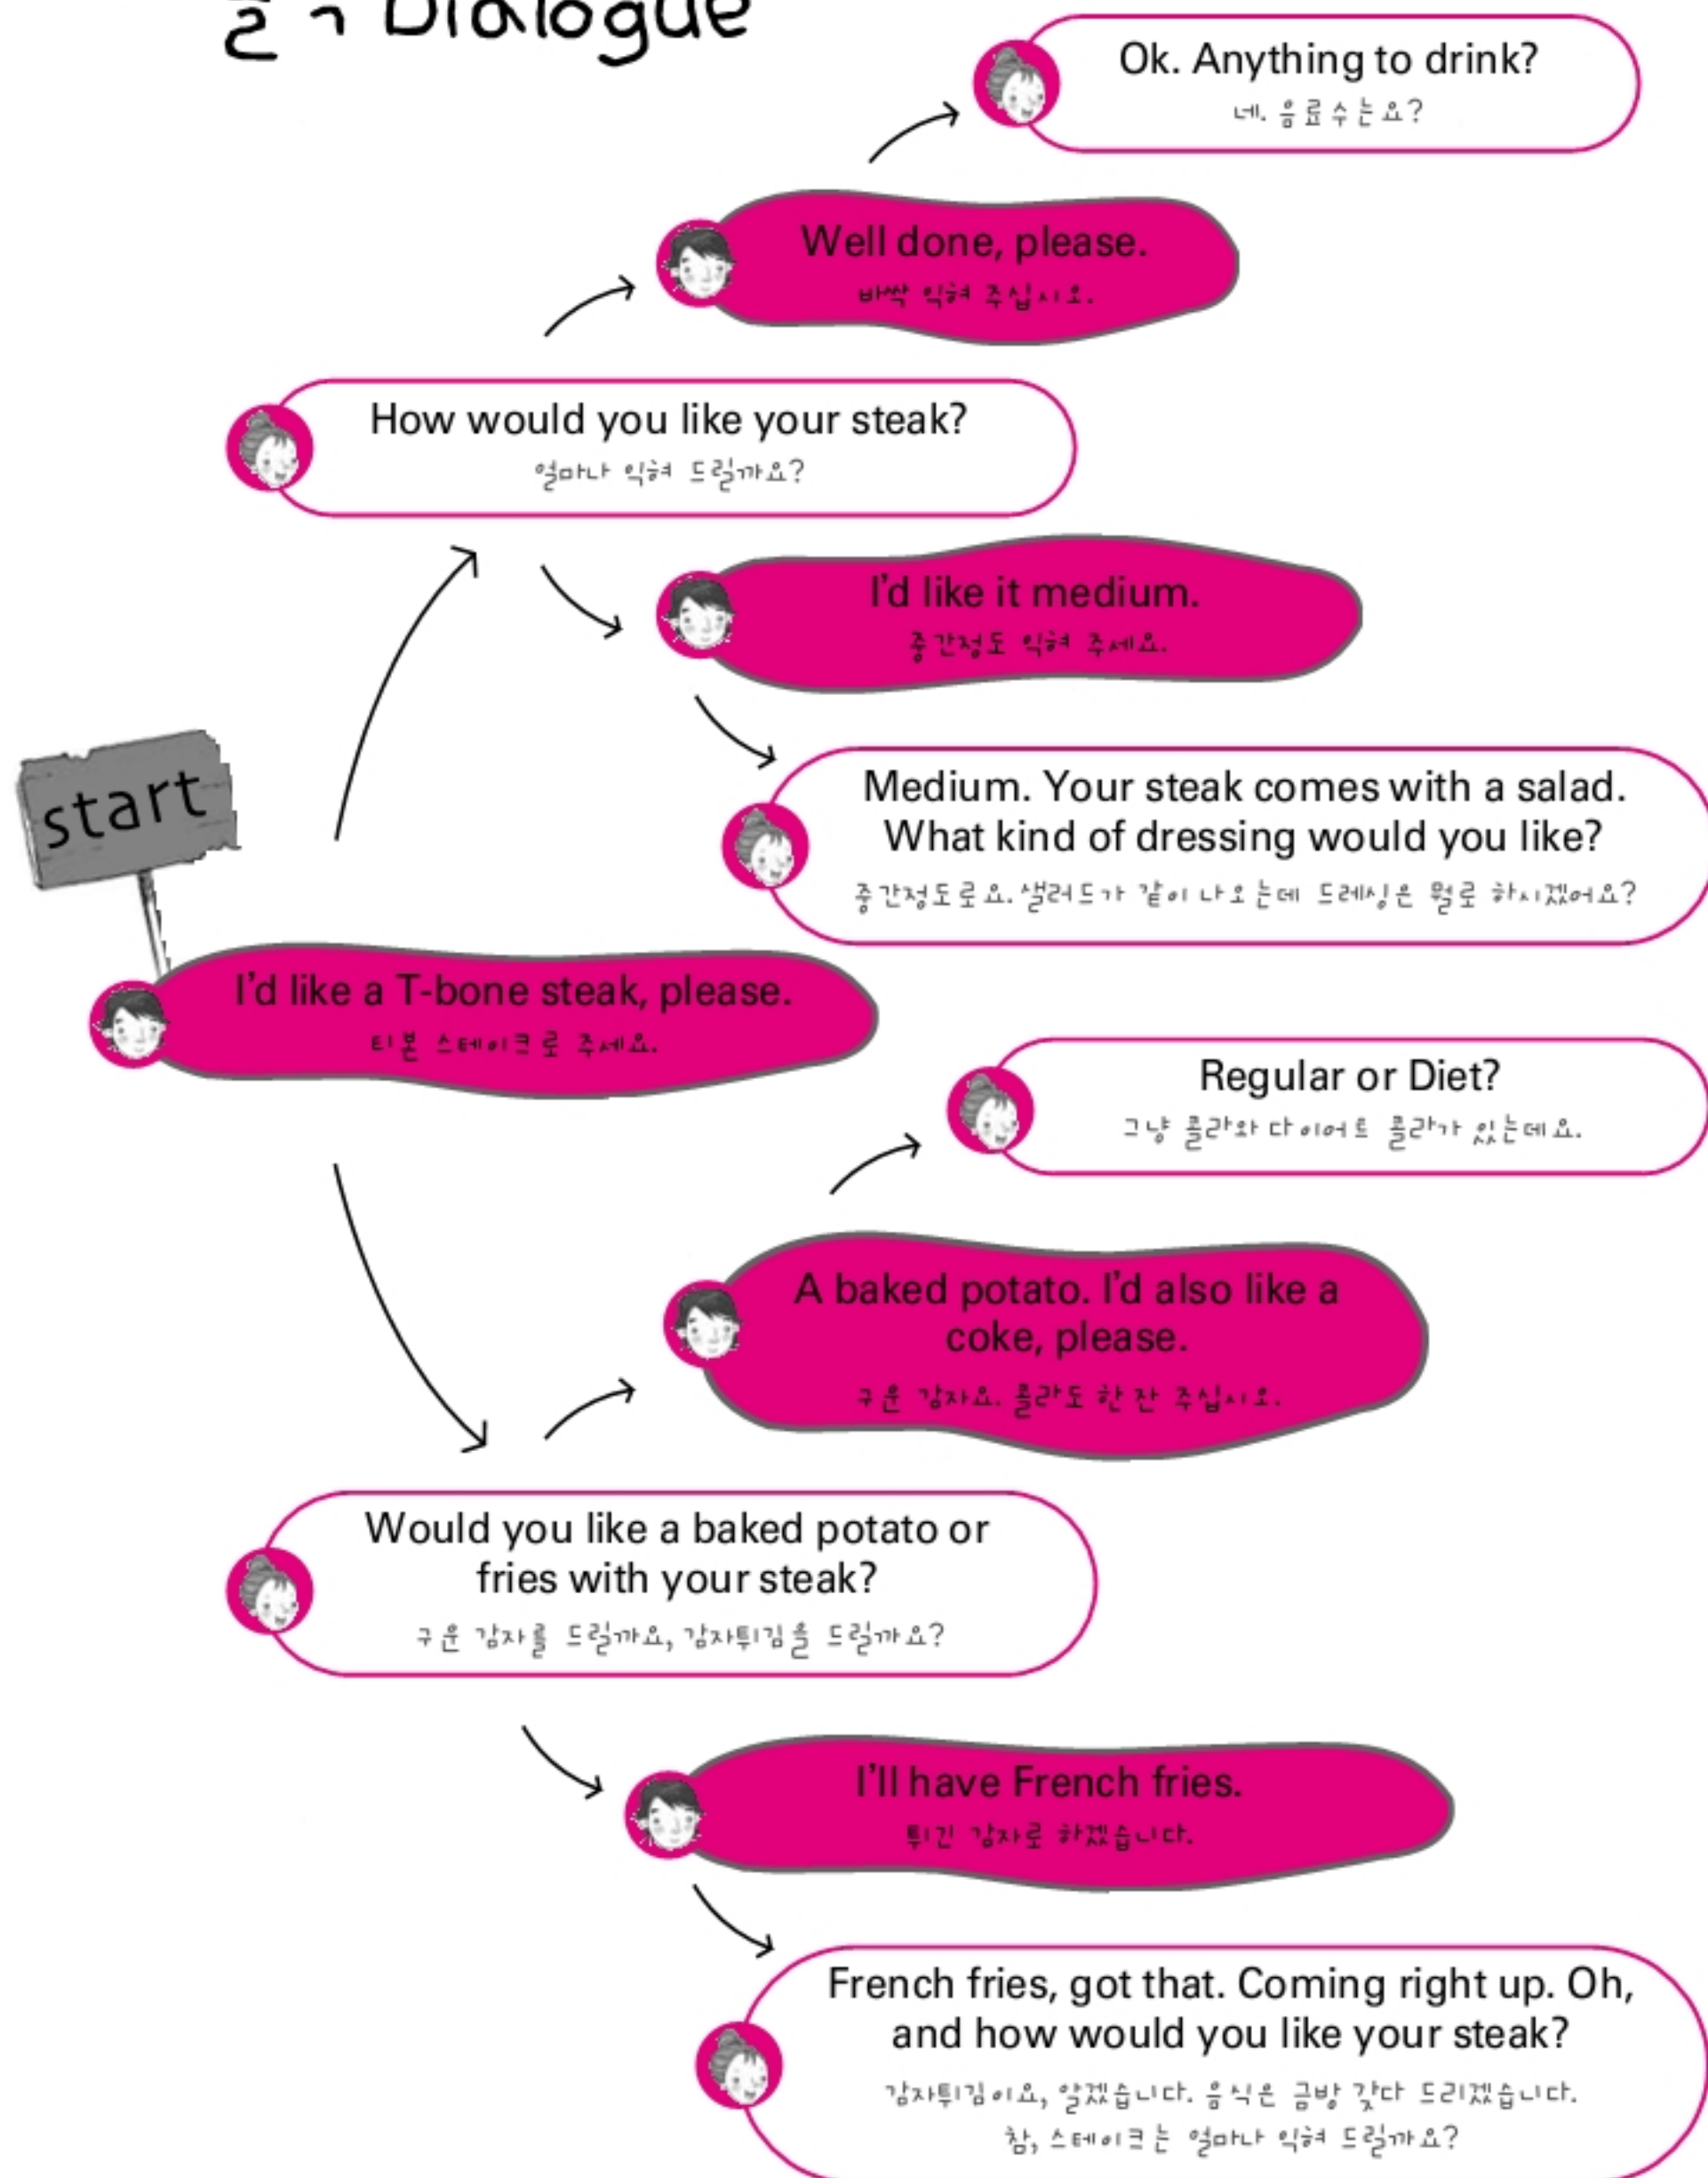 Dialogue
Ok. Anything to drink?
네. 음료수는요?
Well done, please.
바싹 익혀 주십시오.
How would you like your steak?
얼마나 익혀 드릴까요?
I'd like it medium.
중간정도 익혀 주세요.
start
Medium. Your steak comes with a salad.
What kind of dressing would you like?
중간정도로요. 샐러드가 같이 나오는데 드레싱은 뭘로 하시겠어요?
I'd like a T-bone steak, please.
티본 스테이크로 주세요.
Regular or Diet?
그냥 콜라와 다이어트 콜라가 있는데요.
A baked potato. I'd also like a
coke, please.
구운 감자요. 콜라도 한 잔 주십시오.
Would you like a baked potato or
fries with your steak?
구운 감자를 드릴까요, 감자튀김을 드릴까요?
I'll have French fries.
튀긴 감자로 하겠습니다.
French fries, got that. Coming right up. Oh,
and how would you like your steak?
감자튀김이요, 알겠습니다. 음식은 금방 갖다 드리겠습니다.
참, 스테이크는 얼마나 익혀 드릴까요?